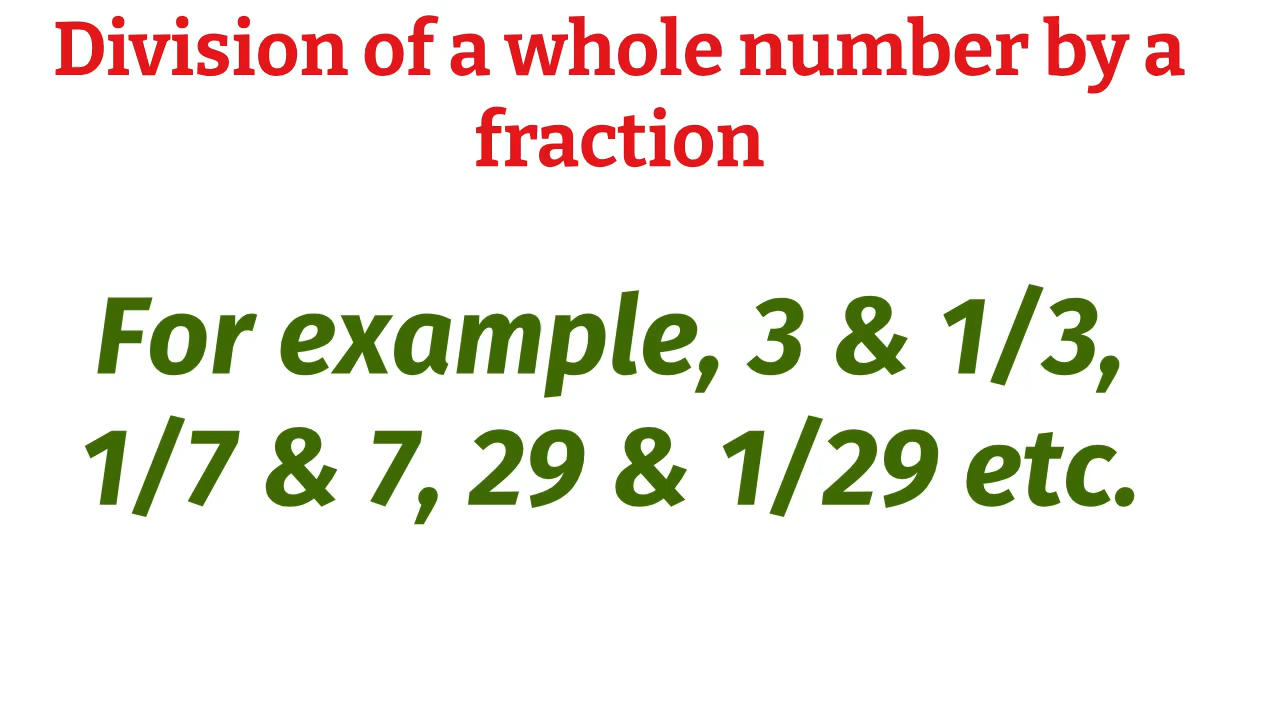 Division of a whole number by a
fraction
For example, 3 & 1/3,
1/7 & 7, 29 & 1/29 etc.